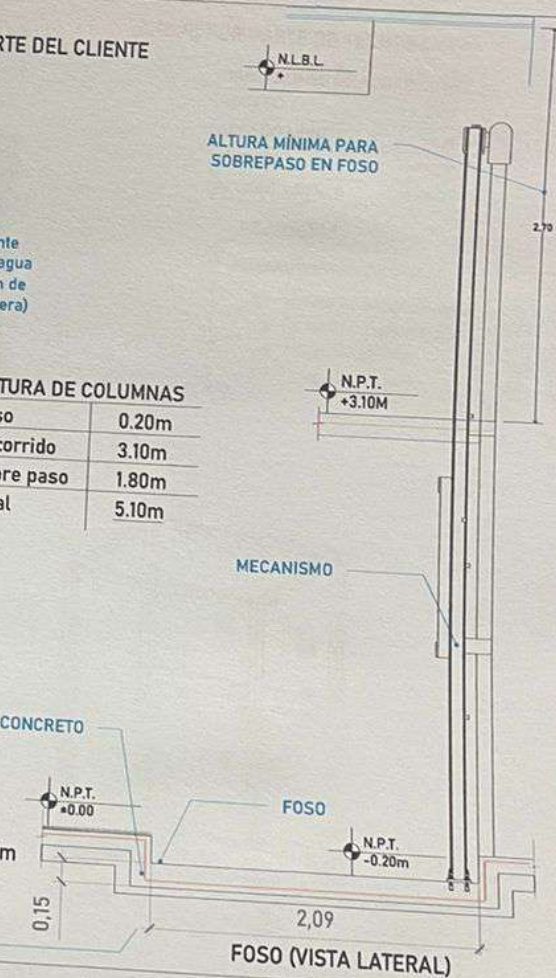 RTE DEL CLIENTE
N.L.B.L.
+
ALTURA MÍNIMA PARA
SOBREPASO EN FOSO
2,70
nte
agua
n de
era)
TURA DE COLUMNAS
so 0.20m
corrido 3.10m
re paso 1.80m
al 5.10m
N.P.T.
+3.10M
MECANISMO
CONCRETO
N.P.T.
+0.00
FOSO
N.P.T.
-0.20m
m
0,15
2,09
FOSO (VISTA LATERAL)